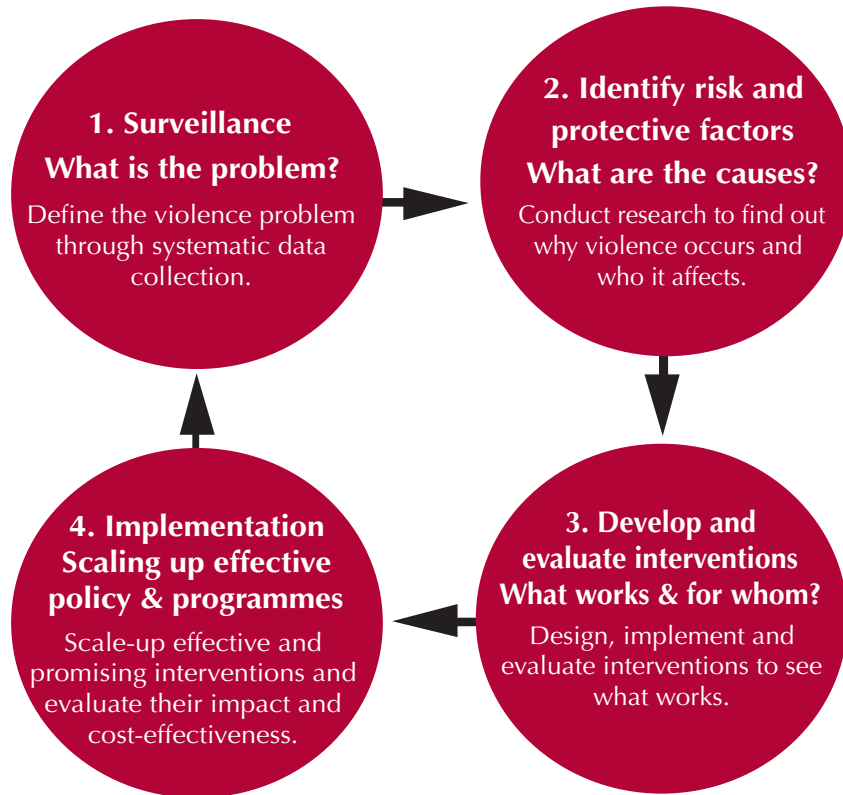 1. Surveillance
What is the problem?
Define the violence problem
through systematic data
collection.
2. Identify risk and
protective factors
What are the causes?
Conduct research to find out
why violence occurs and
who it affects.
3. Develop and
evaluate interventions
What works & for whom?
Design, implement and
evaluate interventions to see
what works.
4. Implementation
Scaling up effective
policy & programmes
Scale-up effective and
promising interventions and
evaluate their impact and
cost-effectiveness.